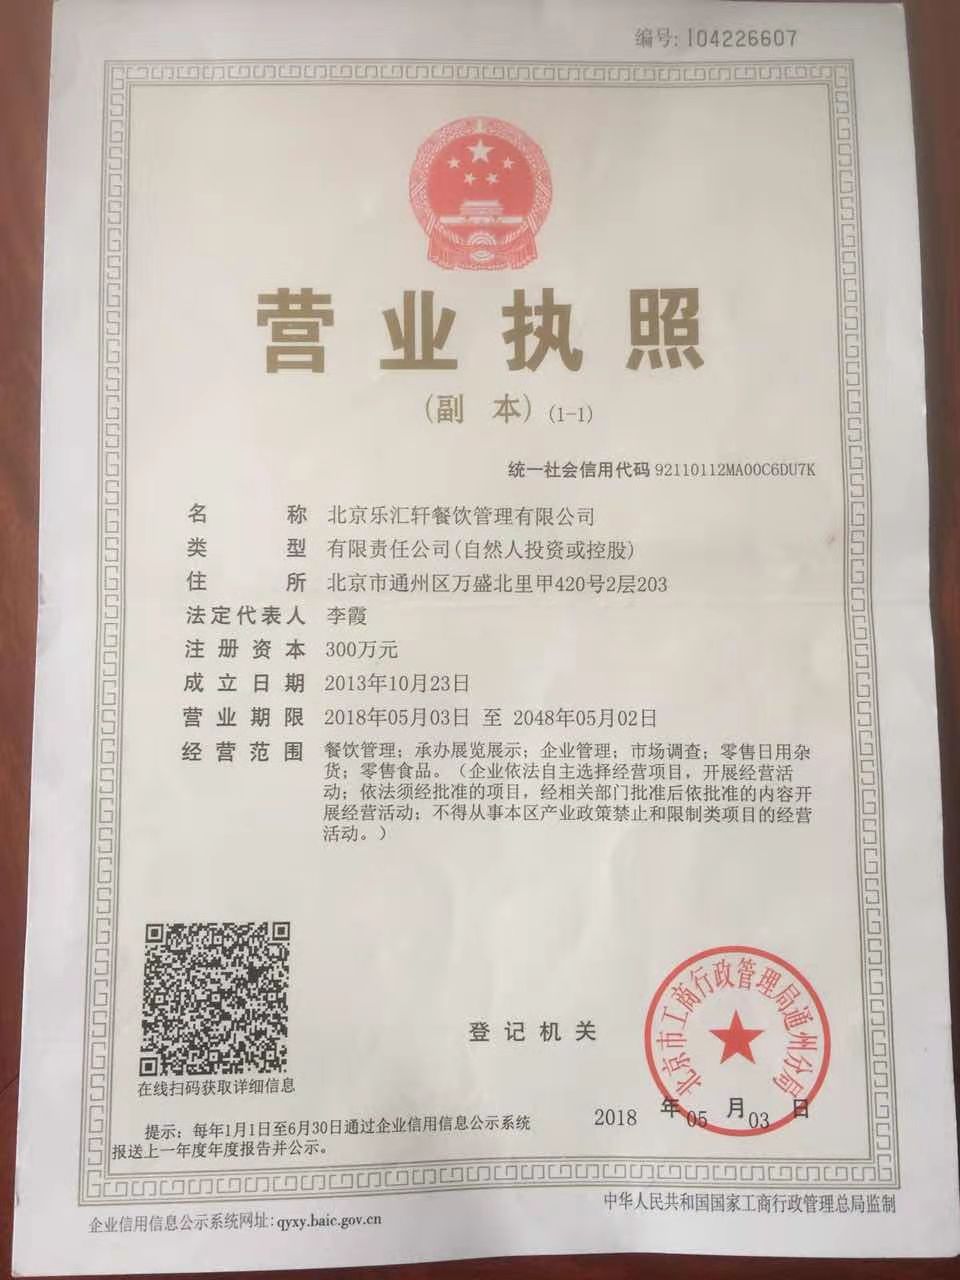 编号: 104226607
营业执照
(副 本) (1-1)
统一社会信用代码 92110112MA00C6DU7K
名 称 北京乐汇轩餐饮管理有限公司
类 型 有限责任公司(自然人投资或控股)
住 所 北京市通州区万盛北里甲420号2层203
法定代表人 李霞
注册资本 300万元
成立日期 2013年10月23日
营业期限 2018年05月03日 至 2048年05月02日
经营范围 餐饮管理；承办展览展示；企业管理；市场调查；零售日用杂
货；零售食品。（企业依法自主选择经营项目，开展经营活
动；依法须经批准的项目，经相关部门批准后依批准的内容开
展经营活动；不得从事本区产业政策禁止和限制类项目的经营
活动。）
在线扫码获取详细信息
登记机关
北京市工商行政管理局通州分局
2018 年 05 月 03 日
提示：每年1月1日至6月30日通过企业信用信息公示系统
报送上一年度年度报告并公示。
企业信用信息公示系统网址: qyxy.baic.gov.cn
中华人民共和国国家工商行政管理总局监制